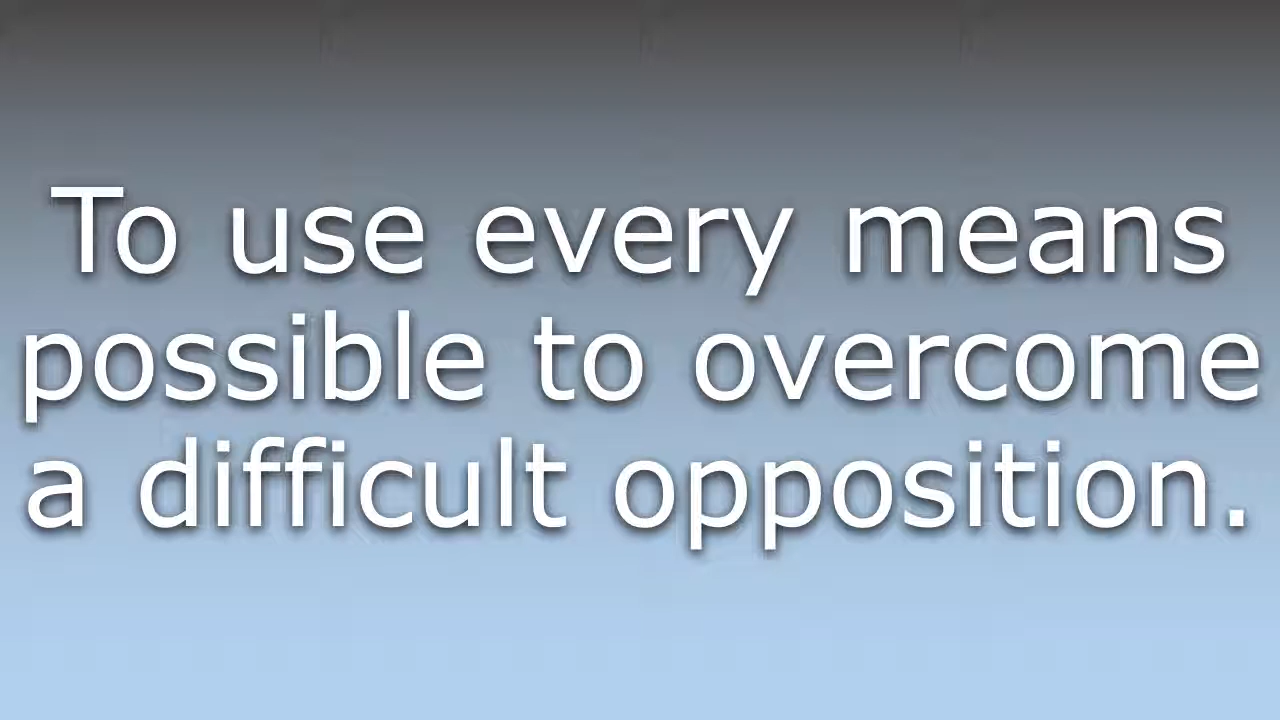 To use every means
possible to overcome
a difficult opposition.